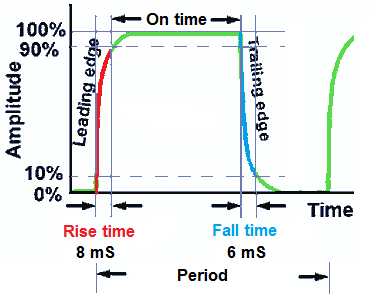 On time
100%
90%
Amplitude
Leading edge
Trailing edge
10%
0%
Time
Rise time
Fall time
8 mS
6 mS
Period